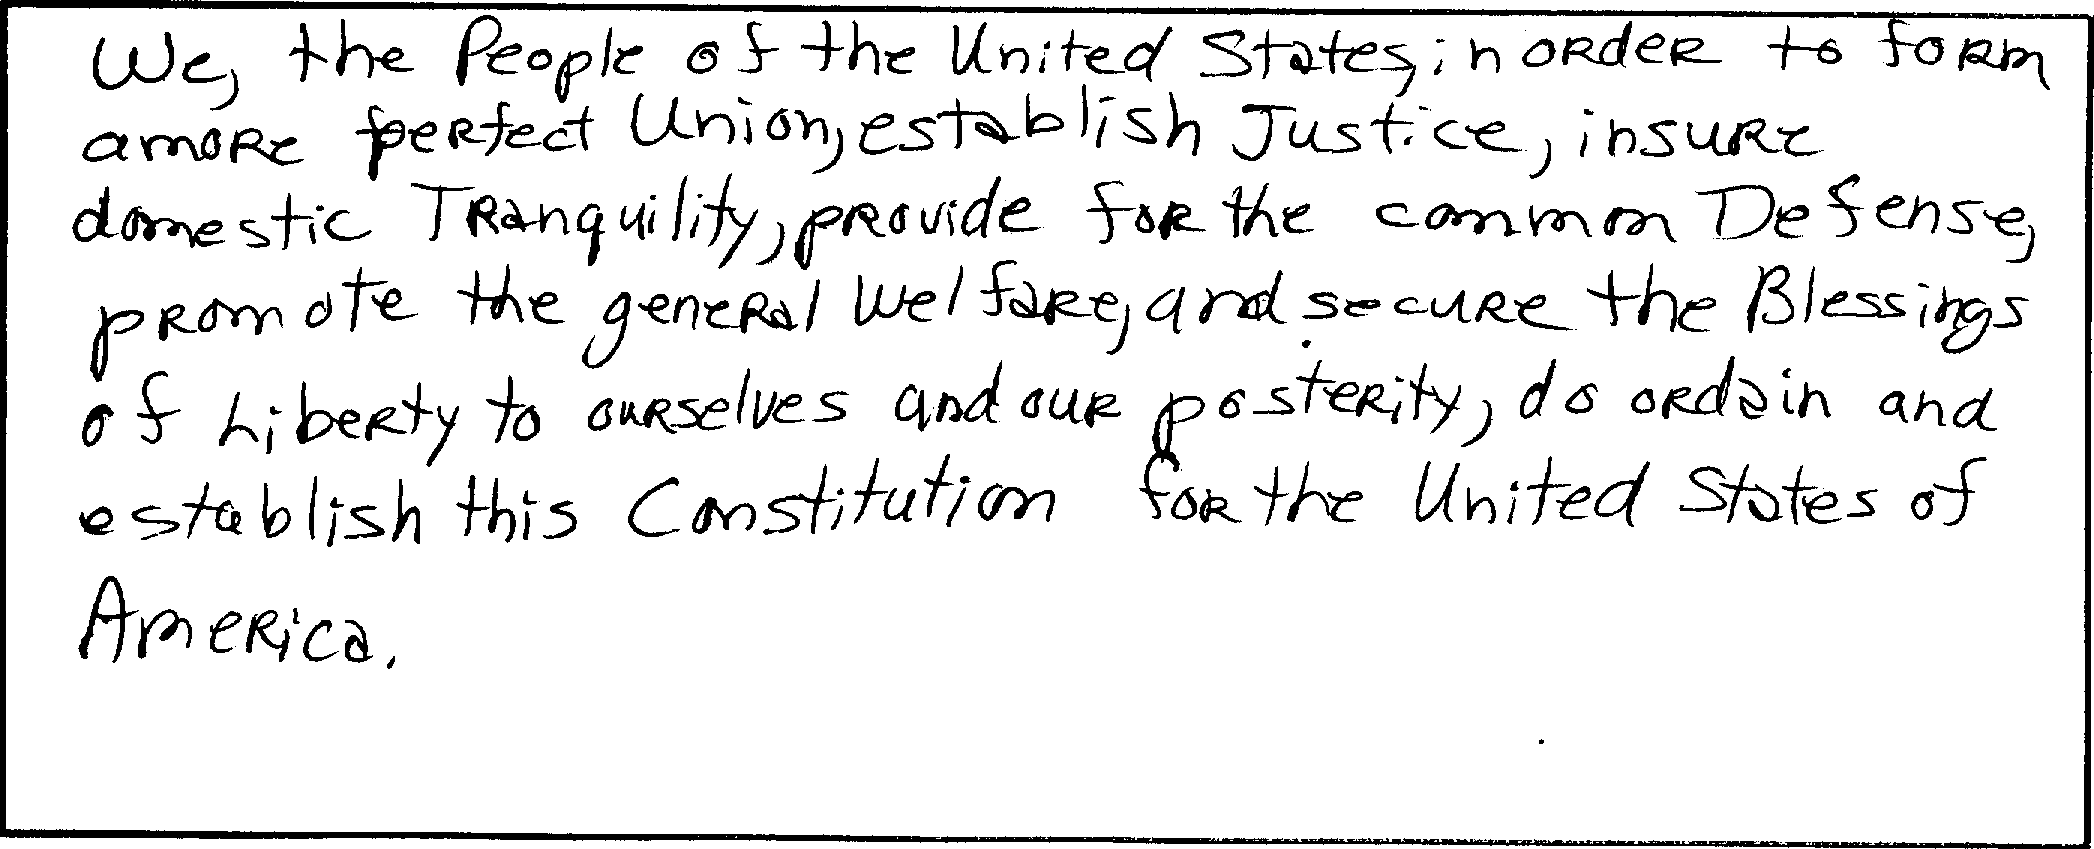 We, the People of the United States, in order to form
a more perfect Union, establish Justice, insure
domestic Tranquility, provide for the common Defense,
promote the general Welfare, and secure the Blessings
of Liberty to ourselves and our posterity, do ordain and
establish this Constitution for the United States of
America.